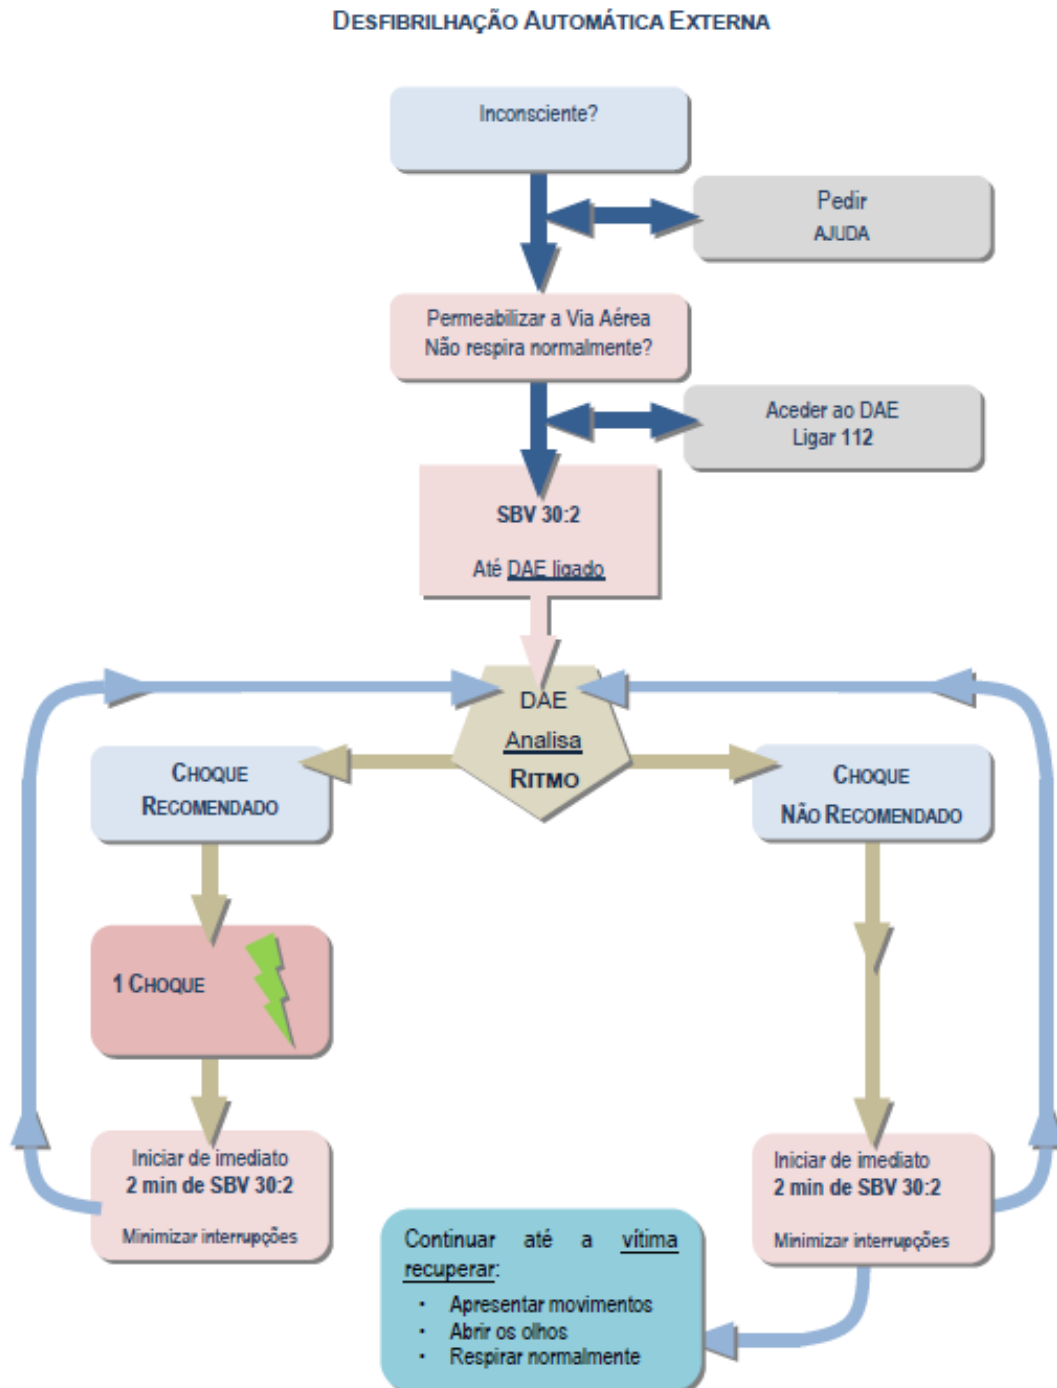 DESFIBRILHAÇÃO AUTOMÁTICA EXTERNA
Inconsciente?
Pedir
AJUDA
Permeabilizar a Via Aérea
Não respira normalmente?
Aceder ao DAE
Ligar 112
SBV 30:2
Até DAE ligado
DAE
Analisa
RITMO
CHOQUE
RECOMENDADO
CHOQUE
NÃO RECOMENDADO
1 CHOQUE
Iniciar de imediato
2 min de SBV 30:2
Minimizar interrupções
Iniciar de imediato
2 min de SBV 30:2
Minimizar interrupções
Continuar até a vítima
recuperar:
• Apresentar movimentos
• Abrir os olhos
• Respirar normalmente